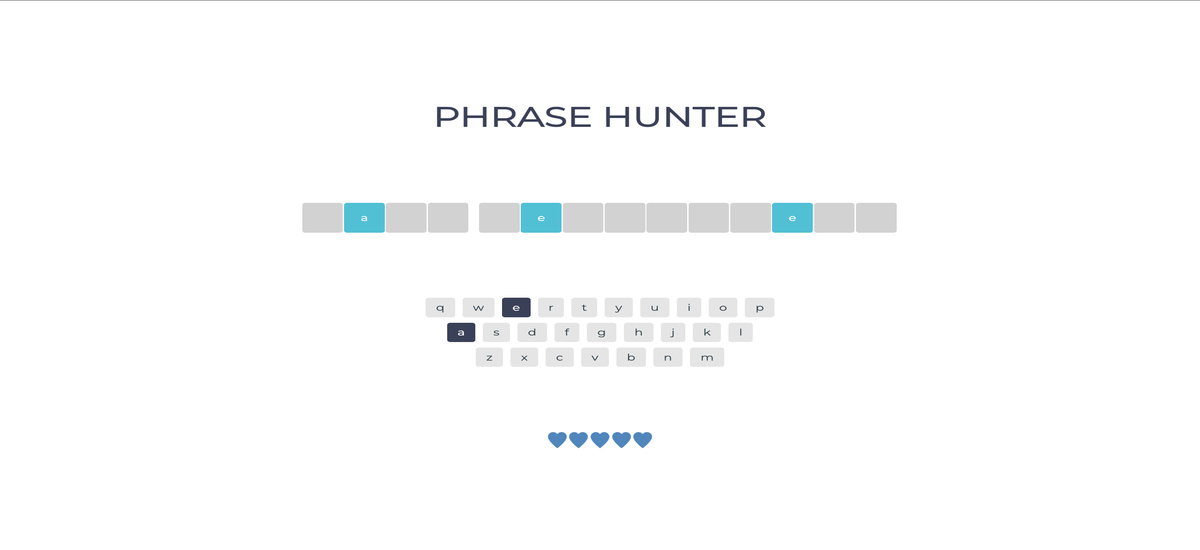 PHRASE HUNTER
a e e
q w e r t y u i o p
a s d f g h j k l
z x c v b n m